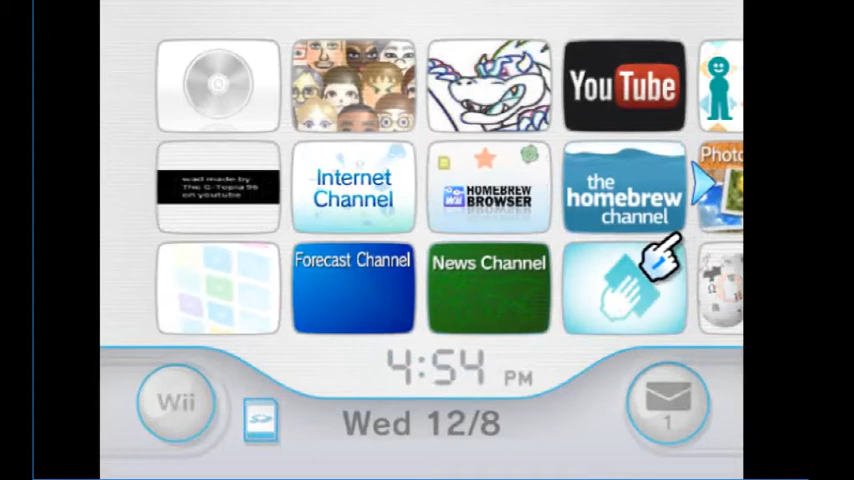 You Tube
Photo
wad made by
The G-Topia 96
on youtube
Internet
Channel
HOMEBREW
BROWSER
the
homebrew
channel
Forecast Channel
News Channel
4:54 PM
Wii
SD
Wed 12/8
1